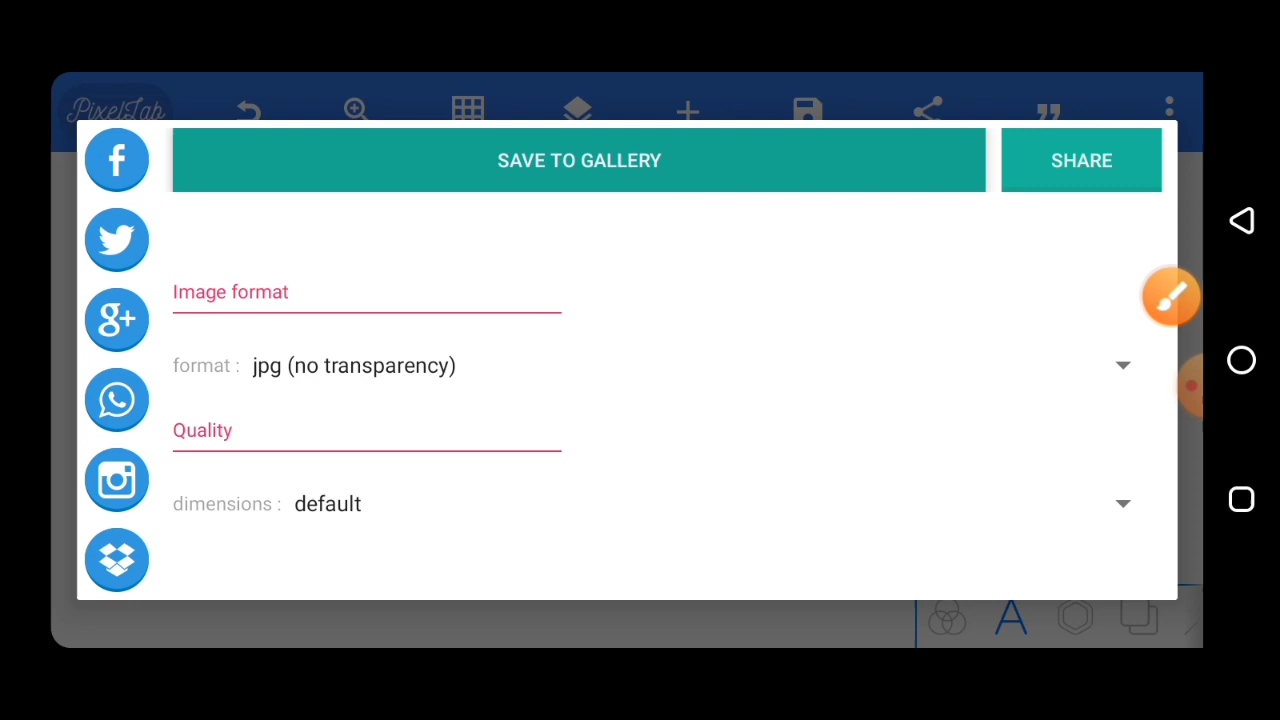 PixelLab
SAVE TO GALLERY
SHARE
Image format
format : jpg (no transparency)
Quality
dimensions : default